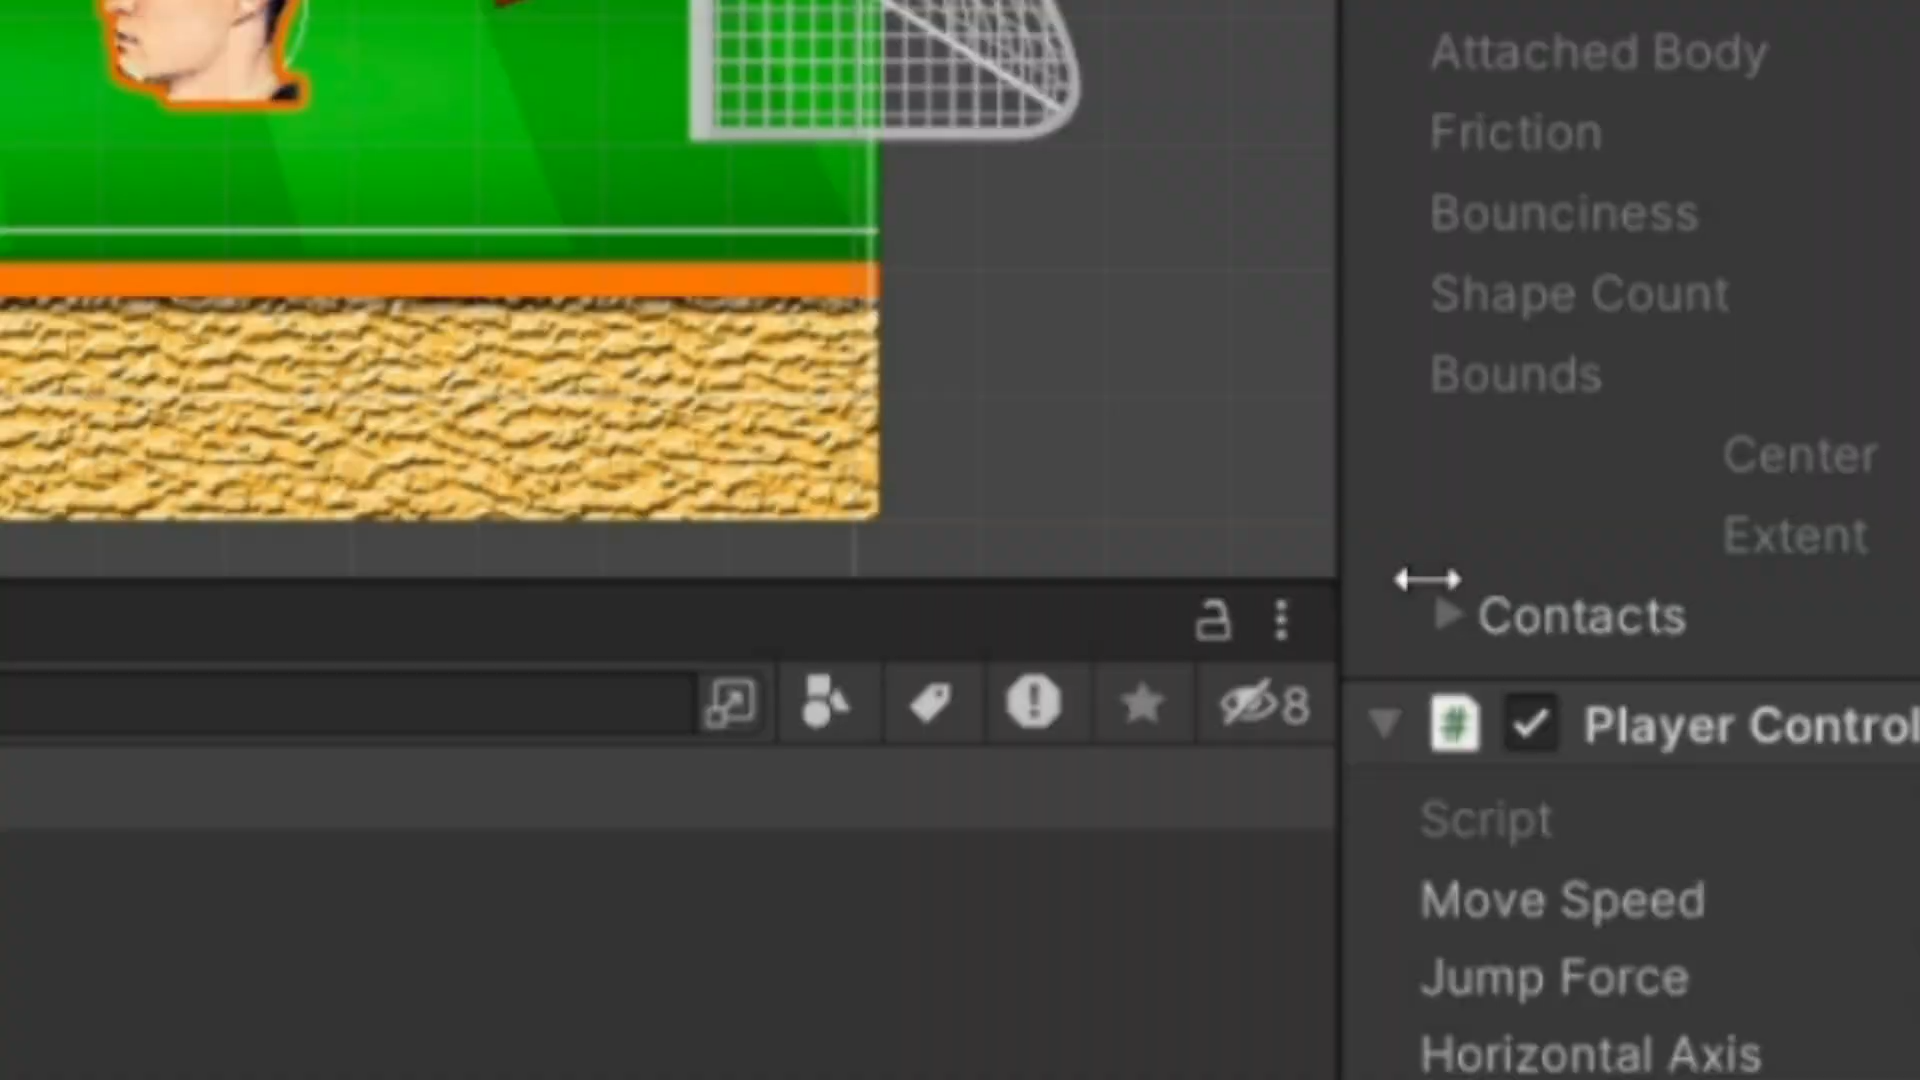 Attached Body
Friction
Bounciness
Shape Count
Bounds
Center
Extent
Contacts
8
# Player Control
Script
Move Speed
Jump Force
Horizontal Axis